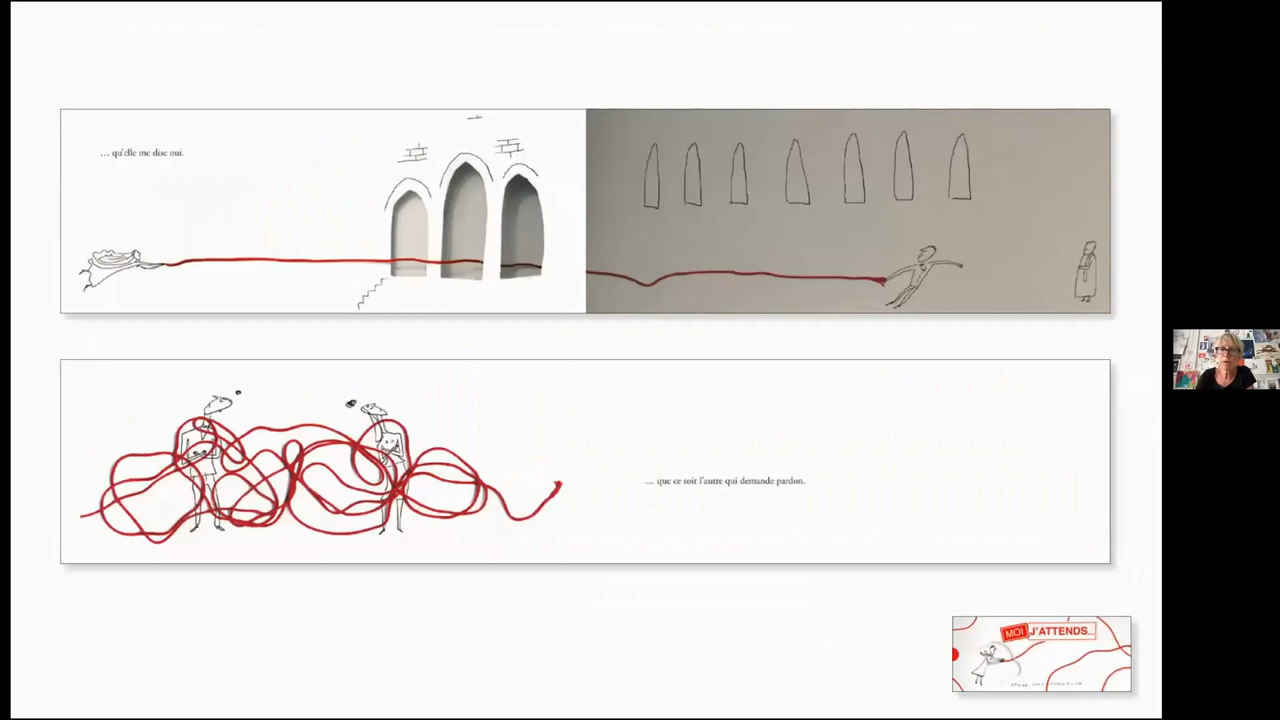 ... qu'elle me dise oui.
... que ce soit l'autre qui demande pardon.
MOI J'ATTENDS...